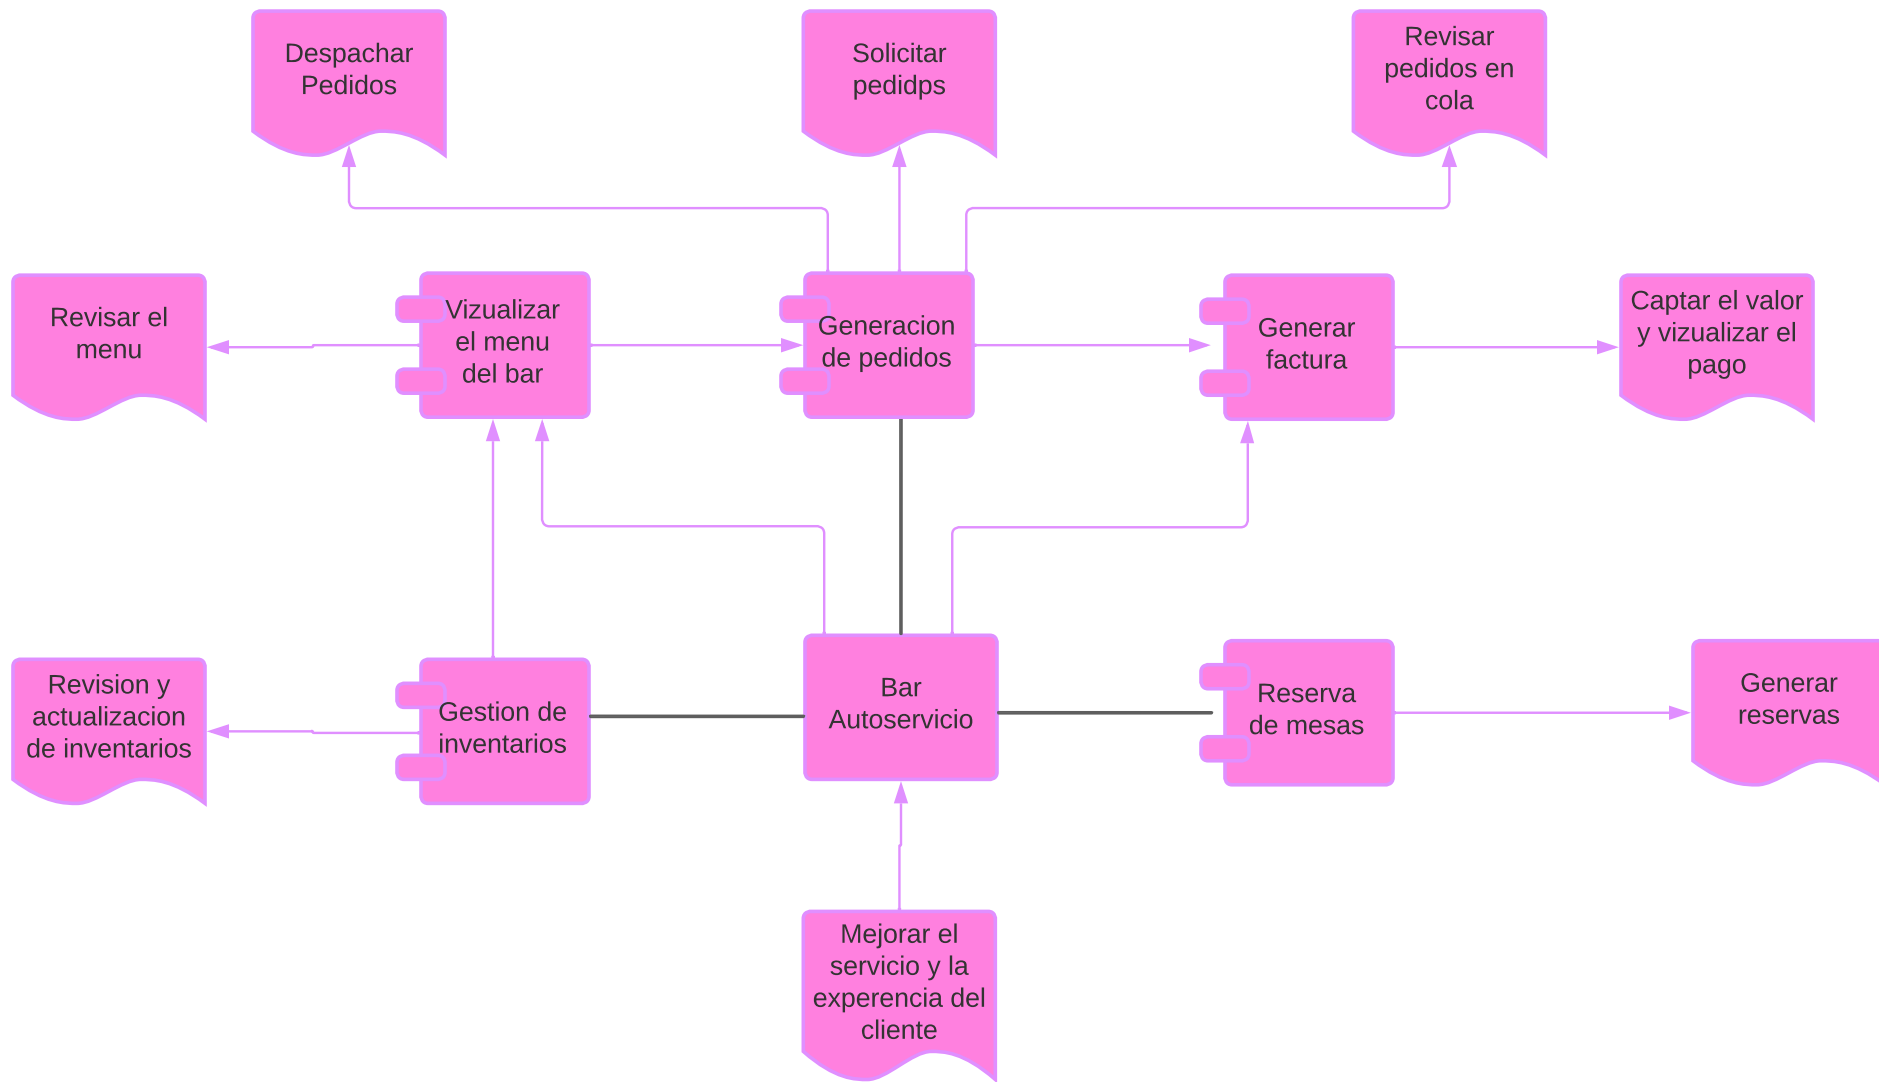 Despachar
Pedidos
Solicitar
pedidps
Revisar
pedidos en
cola
Revisar el
menu
Vizualizar
el menu
del bar
Generacion
de pedidos
Generar
factura
Captar el valor
y vizualizar el
pago
Revision y
actualizacion
de inventarios
Gestion de
inventarios
Bar
Autoservicio
Reserva
de mesas
Generar
reservas
Mejorar el
servicio y la
experencia del
cliente